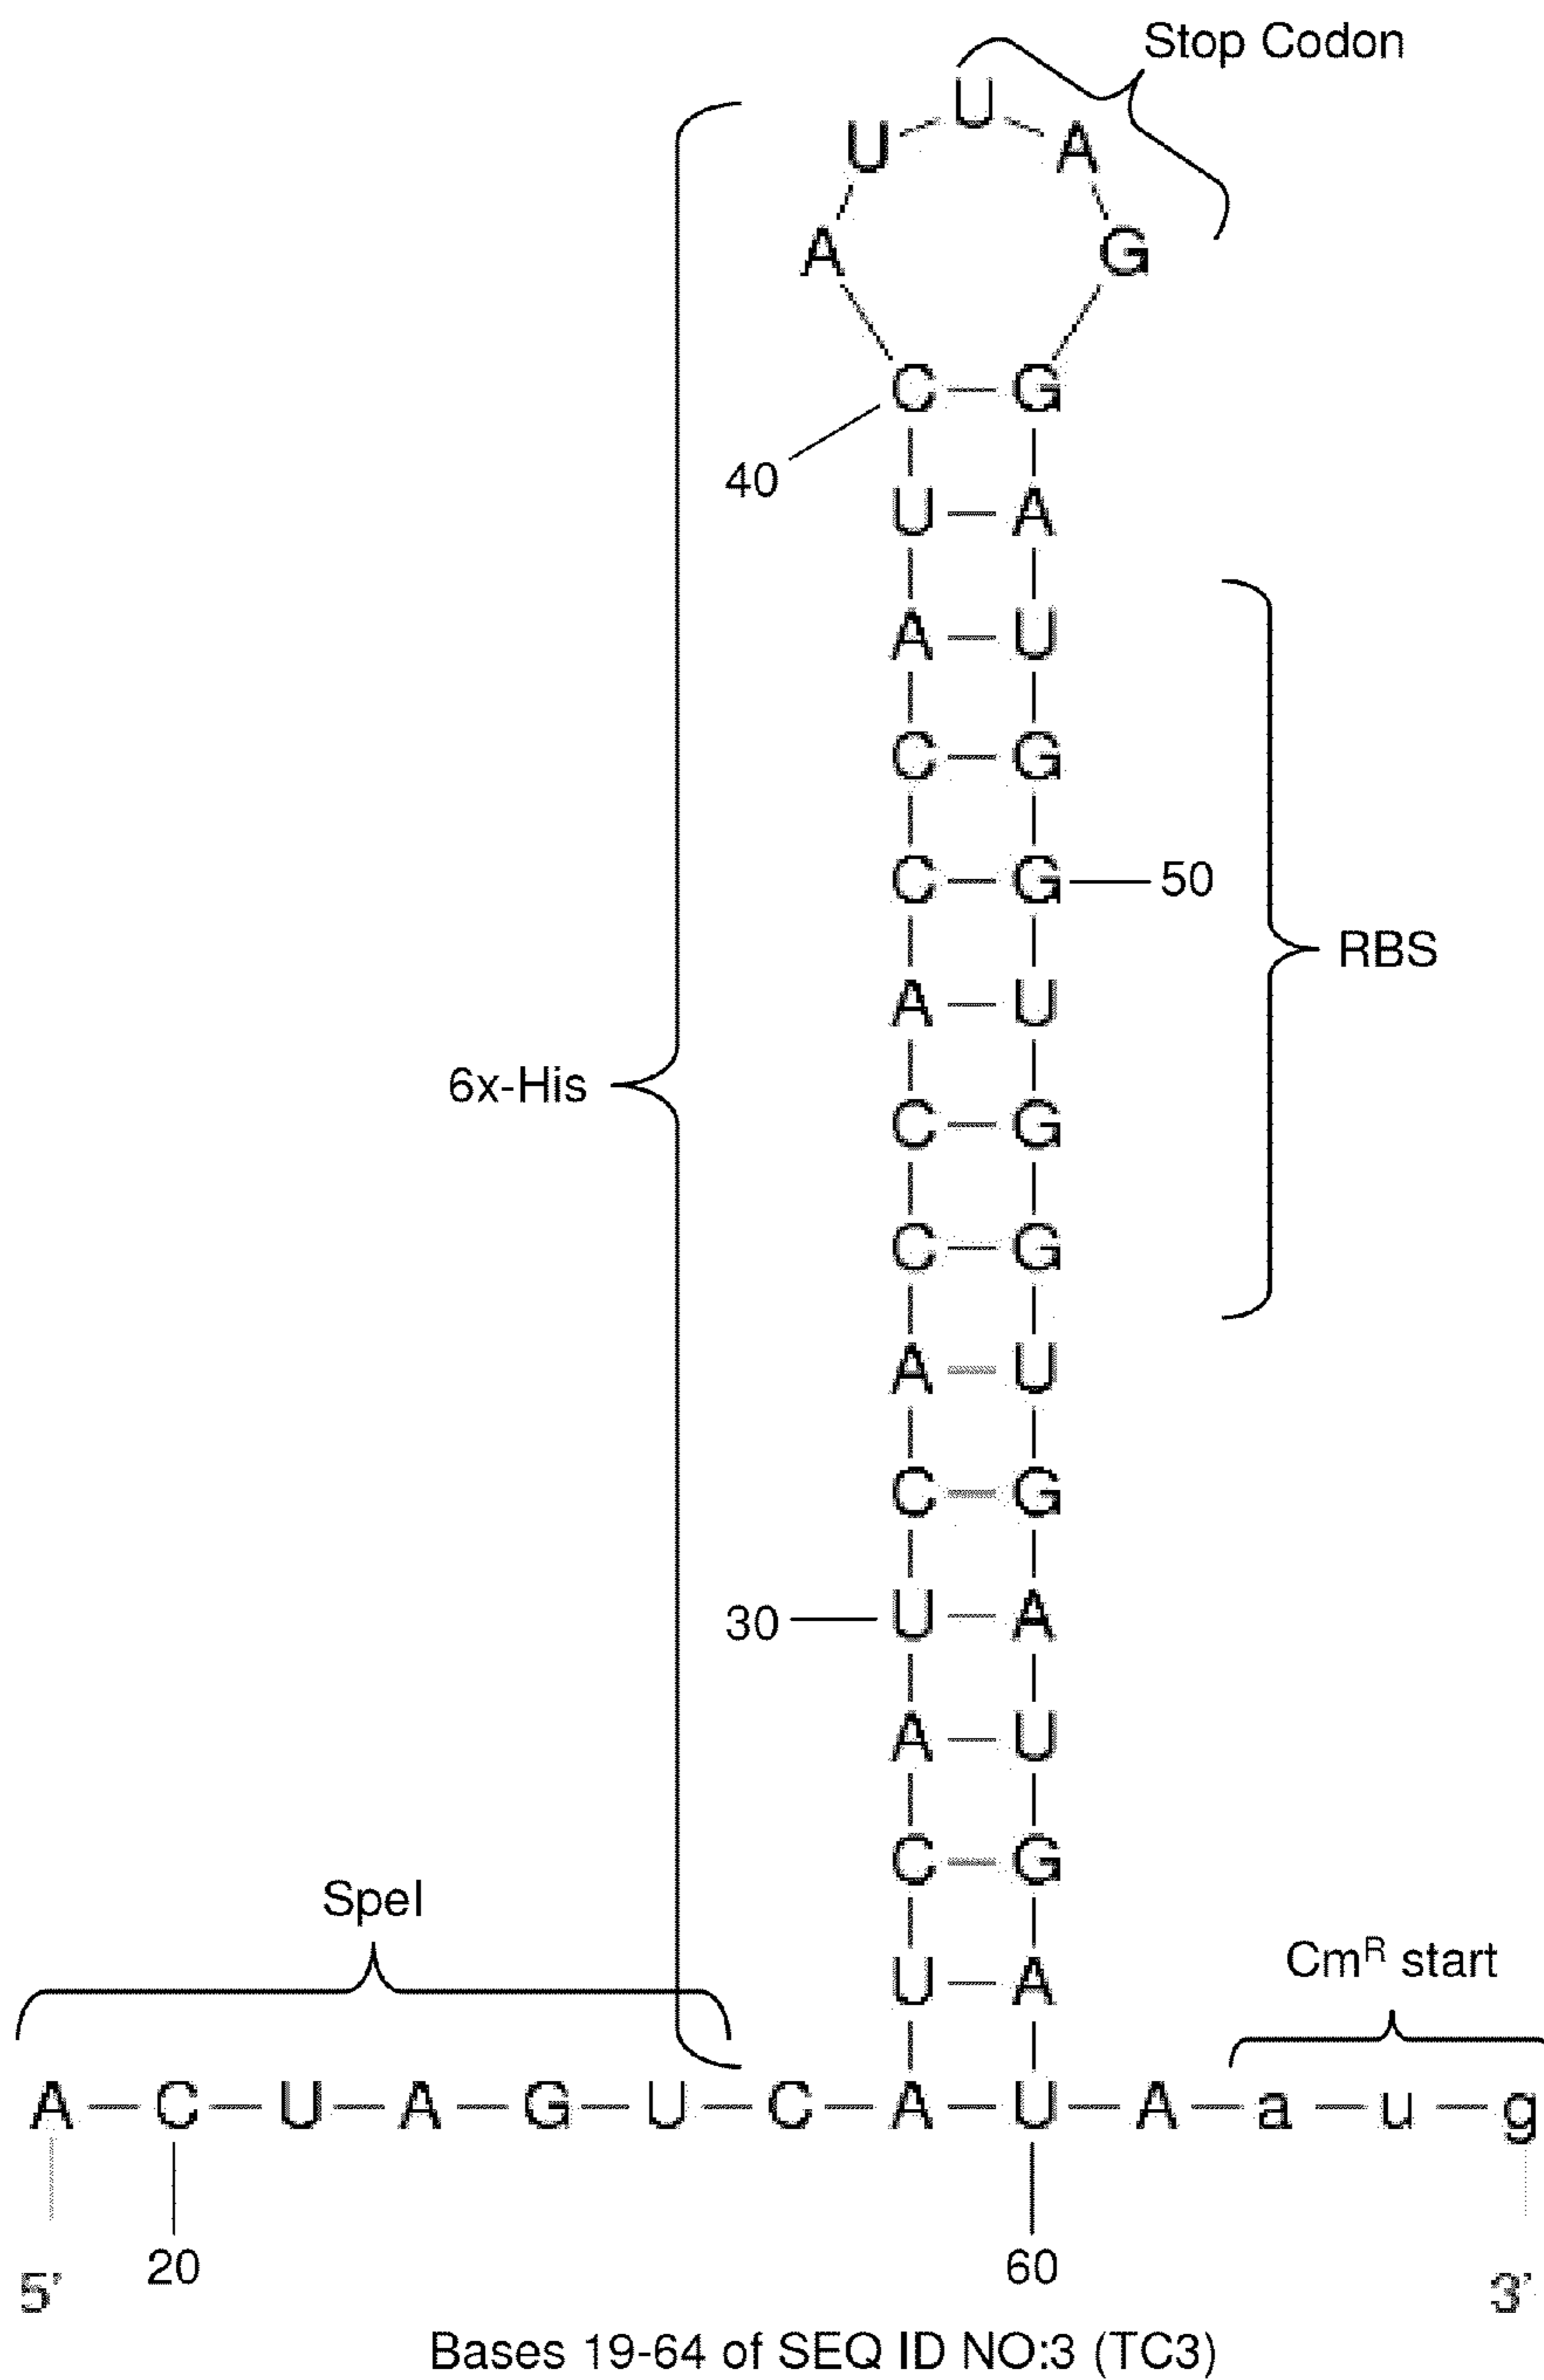 Stop Codon
U
U A
A G
C G
40
U A
A U
C G
C G 50
RBS
A U
6x-His
C G
C G
A U
C G
30 U A
A U
SpeI
C G
CmR start
U A
A C U A G U C A U A a u g
20 60
5' 3'
Bases 19-64 of SEQ ID NO:3 (TC3)